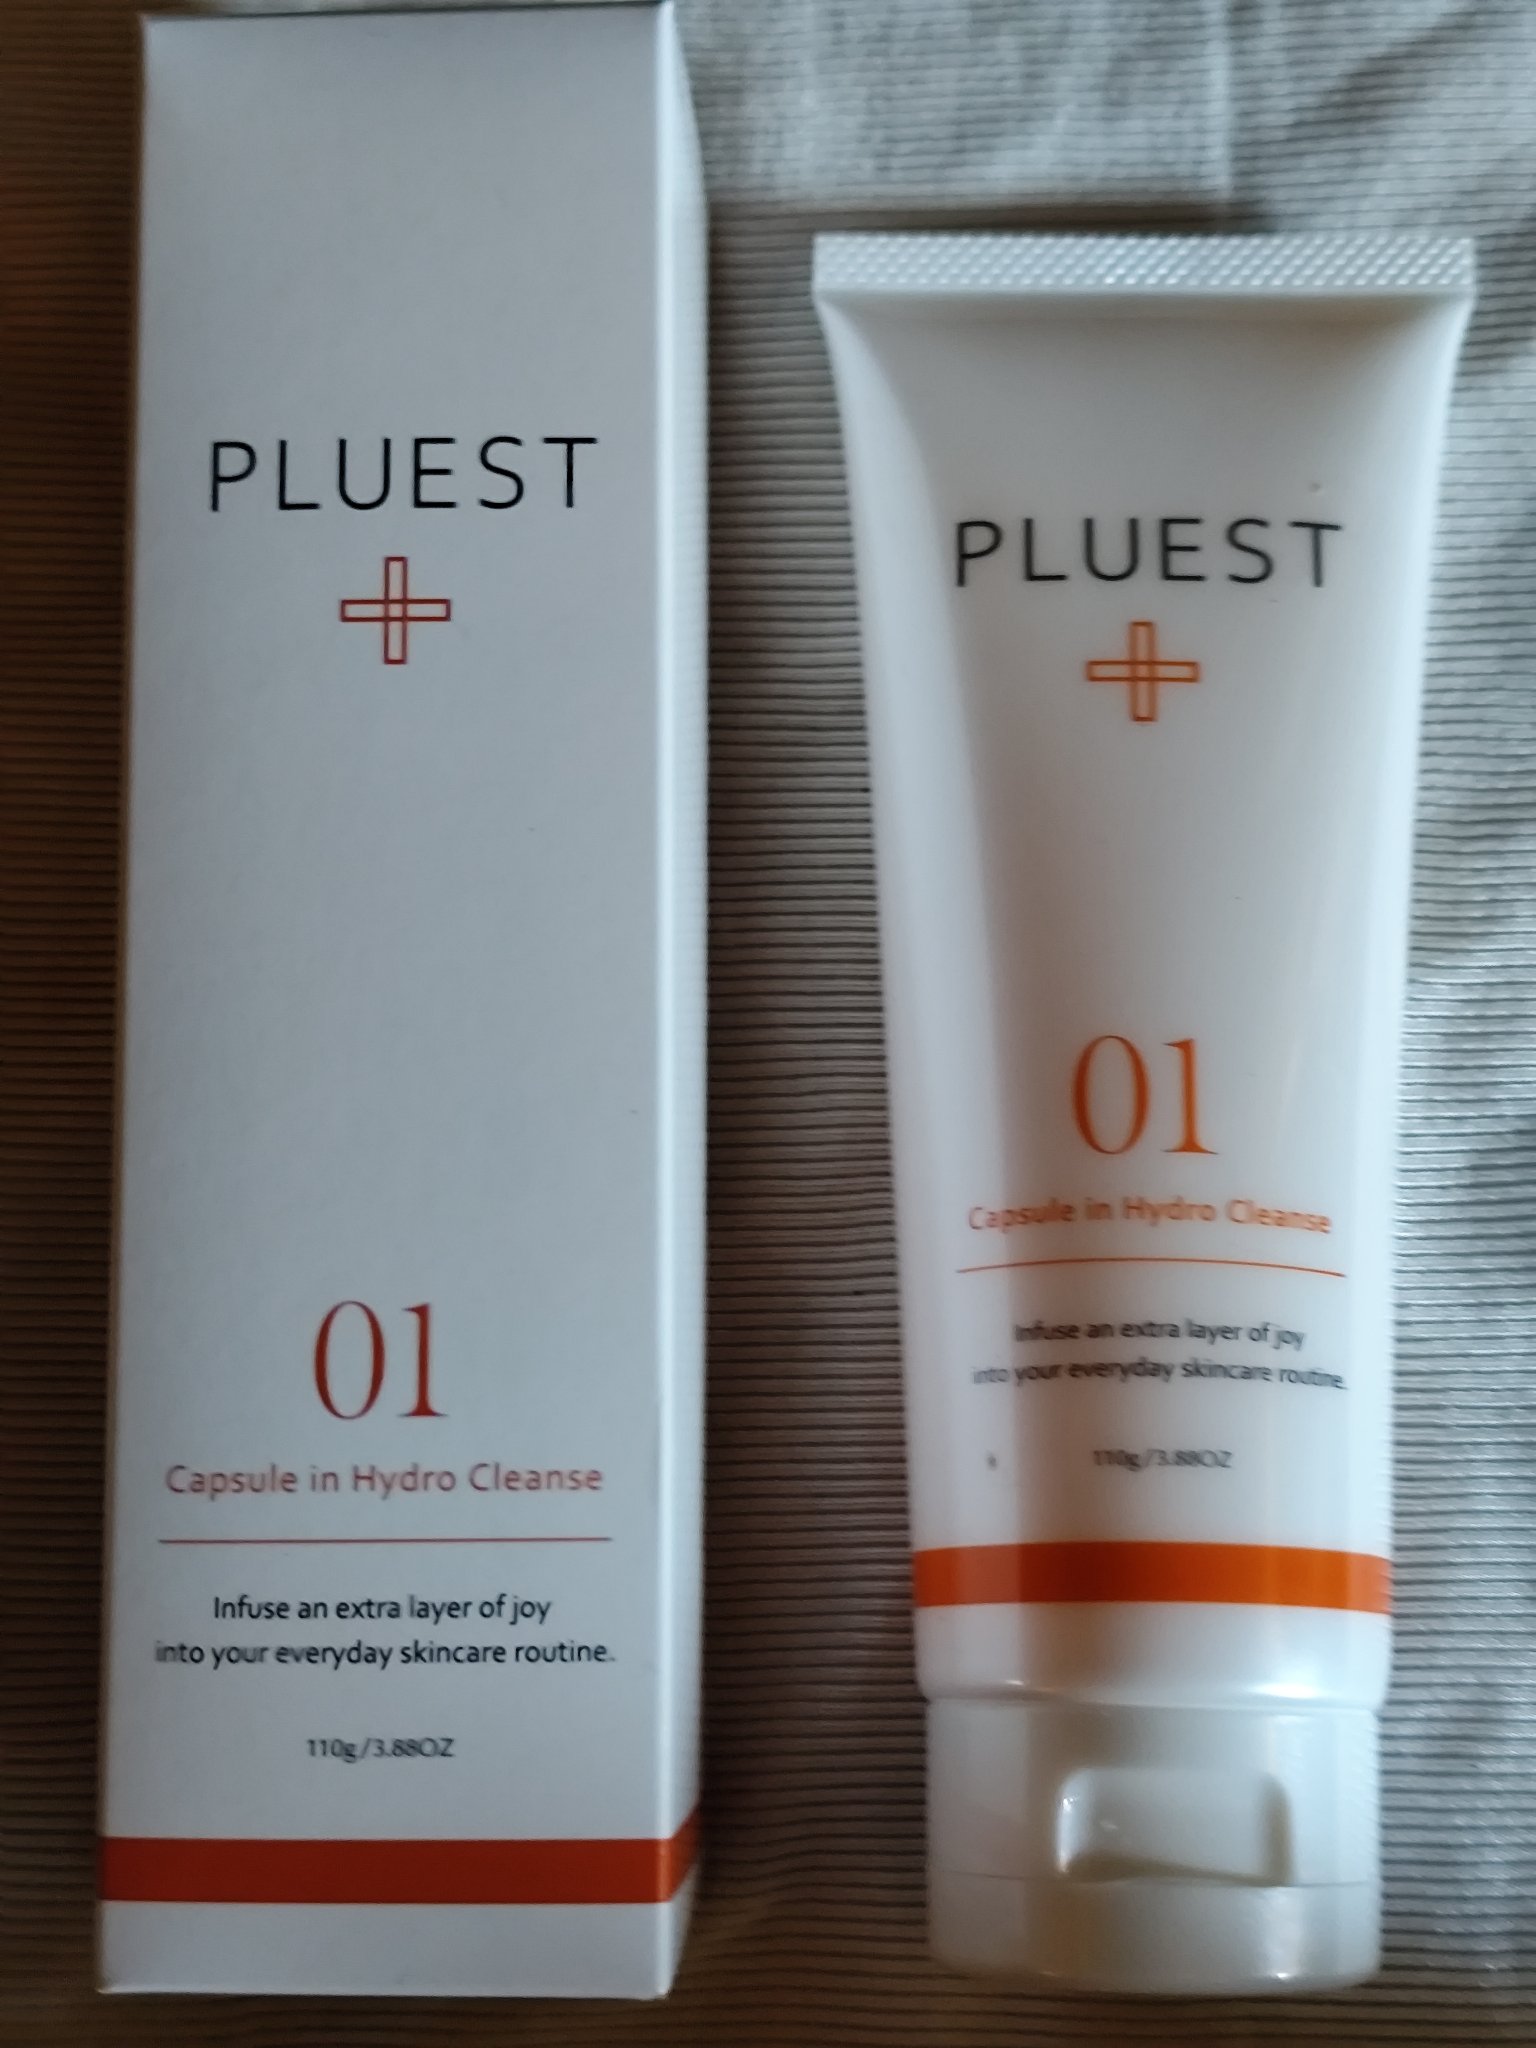 PLUEST
01
Capsule in Hydro Cleanse
Infuse an extra layer of joy
into your everyday skincare routine.
110g/3.88OZ
PLUEST
01
Capsule in Hydro Cleanse
Infuse an extra layer of joy
into your everyday skincare routine.
110g/3.88OZ